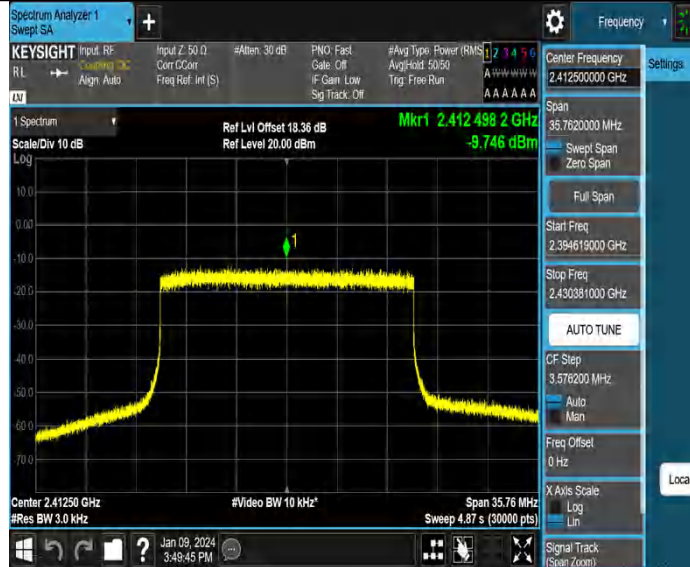 Spectrum Analyzer 1
Swept SA
+
Frequency
KEYSIGHT
RL
LXI
Input: RF
Coupling: DC
Align: Auto
Input Z: 50 Ω
Corr CCorr
Freq Ref: Int (S)
#Atten: 30 dB
PNO: Fast
Gate: Off
IF Gain: Low
Sig Track: Off
#Avg Type: Power (RMS
Avg|Hold: 50/50
Trig: Free Run
1 2 3 4 5 6
A W W W W W
A A A A A A
1 Spectrum
Scale/Div 10 dB
Log
Ref Lvl Offset 18.36 dB
Ref Level 20.00 dBm
Mkr1 2.412 498 2 GHz
-9.746 dBm
10.0
0.00
-10.0
-20.0
-30.0
-40.0
-50.0
-60.0
-70.0
1
Center 2.41250 GHz
#Res BW 3.0 kHz
#Video BW 10 kHz*
Span 35.76 MHz
Sweep 4.87 s (30000 pts)
?
Jan 09, 2024
3:49:45 PM
Center Frequency
2.412500000 GHz
Settings
Span
35.7620000 MHz
Swept Span
Zero Span
Full Span
Start Freq
2.394619000 GHz
Stop Freq
2.430381000 GHz
AUTO TUNE
CF Step
3.576200 MHz
Auto
Man
Freq Offset
0 Hz
X Axis Scale
Log
Lin
Loca
Signal Track
(Span Zoom)